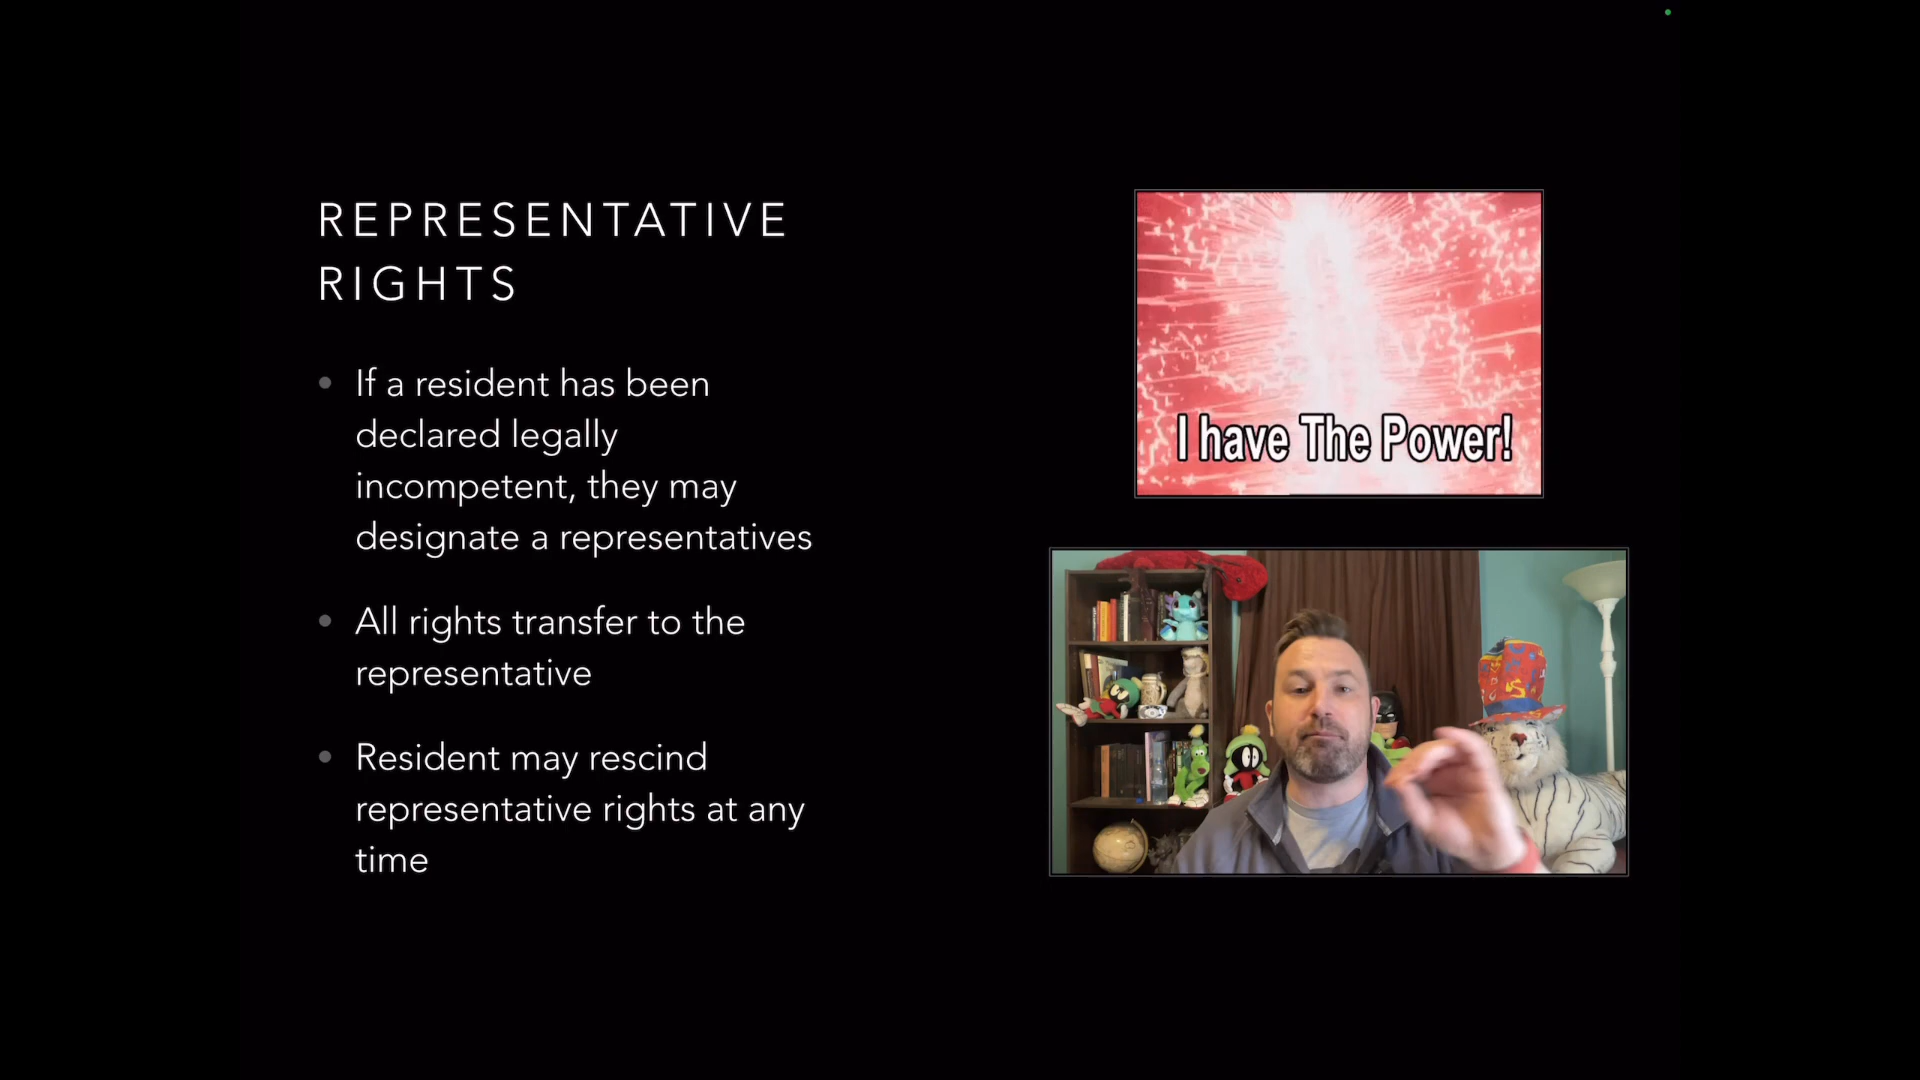 REPRESENTATIVE
RIGHTS
If a resident has been
declared legally
incompetent, they may
designate a representatives
All rights transfer to the
representative
Resident may rescind
representative rights at any
time
I have The Power!